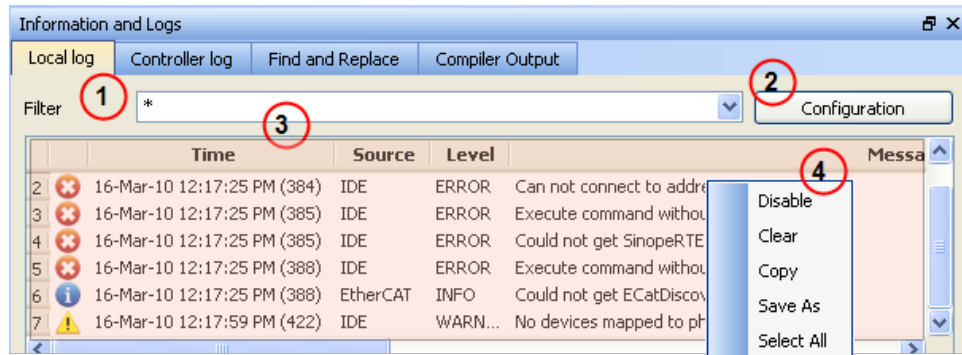 Information and Logs
Local log Controller log Find and Replace Compiler Output
Filter 1 * 2 Configuration
3
Time Source Level Messa
4
2 16-Mar-10 12:17:25 PM (384) IDE ERROR Can not connect to addre
Disable
3 16-Mar-10 12:17:25 PM (385) IDE ERROR Execute command withou
Clear
4 16-Mar-10 12:17:25 PM (385) IDE ERROR Could not get SinopeRTE
Copy
5 16-Mar-10 12:17:25 PM (388) IDE ERROR Execute command withou
6 16-Mar-10 12:17:25 PM (388) EtherCAT INFO Could not get ECatDiscov
Save As
7 16-Mar-10 12:17:59 PM (422) IDE WARN... No devices mapped to ph
Select All